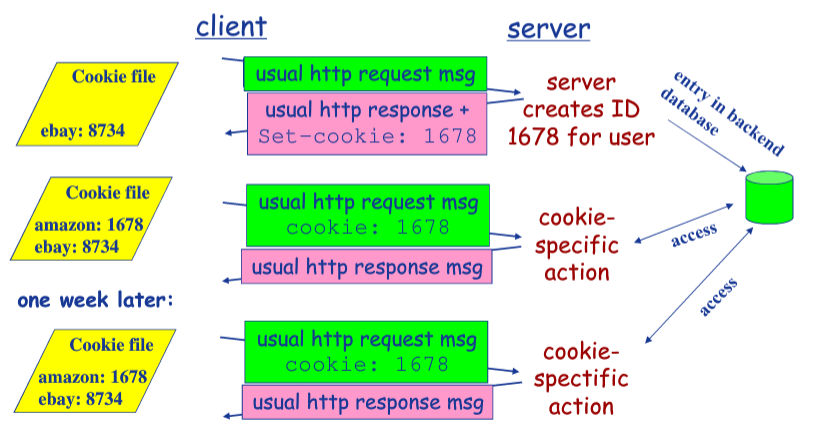 client
server
Cookie file
ebay: 8734
usual http request msg
usual http response +
Set-cookie: 1678
server
creates ID
1678 for user
entry in backend
database
Cookie file
amazon: 1678
ebay: 8734
usual http request msg
cookie: 1678
usual http response msg
cookie-
specific
action
access
access
one week later:
Cookie file
amazon: 1678
ebay: 8734
usual http request msg
cookie: 1678
usual http response msg
cookie-
spectific
action